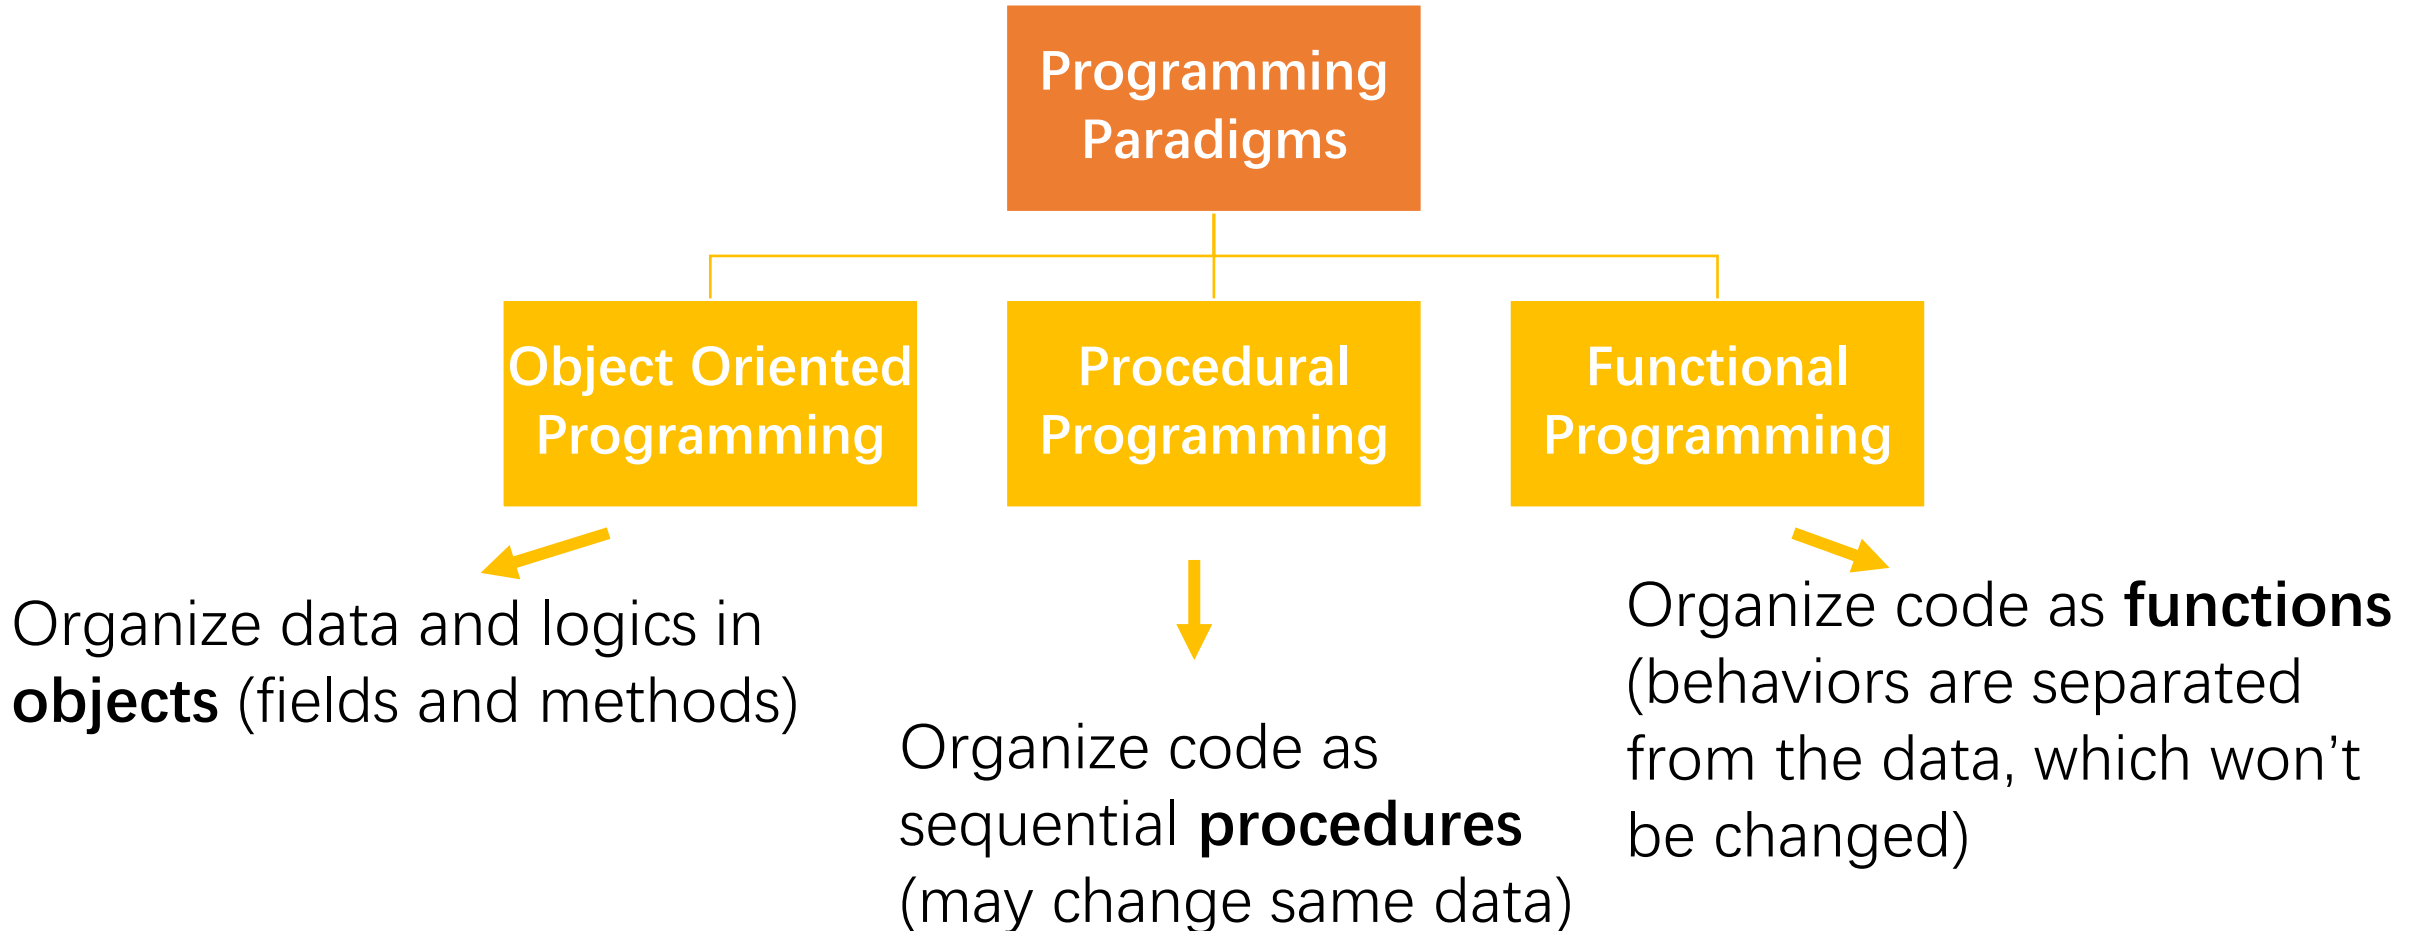 Programming
Paradigms
Object Oriented
Programming
Procedural
Programming
Functional
Programming
Organize data and logics in
objects (fields and methods)
Organize code as
sequential procedures
(may change same data)
Organize code as functions
(behaviors are separated
from the data, which won’t
be changed)